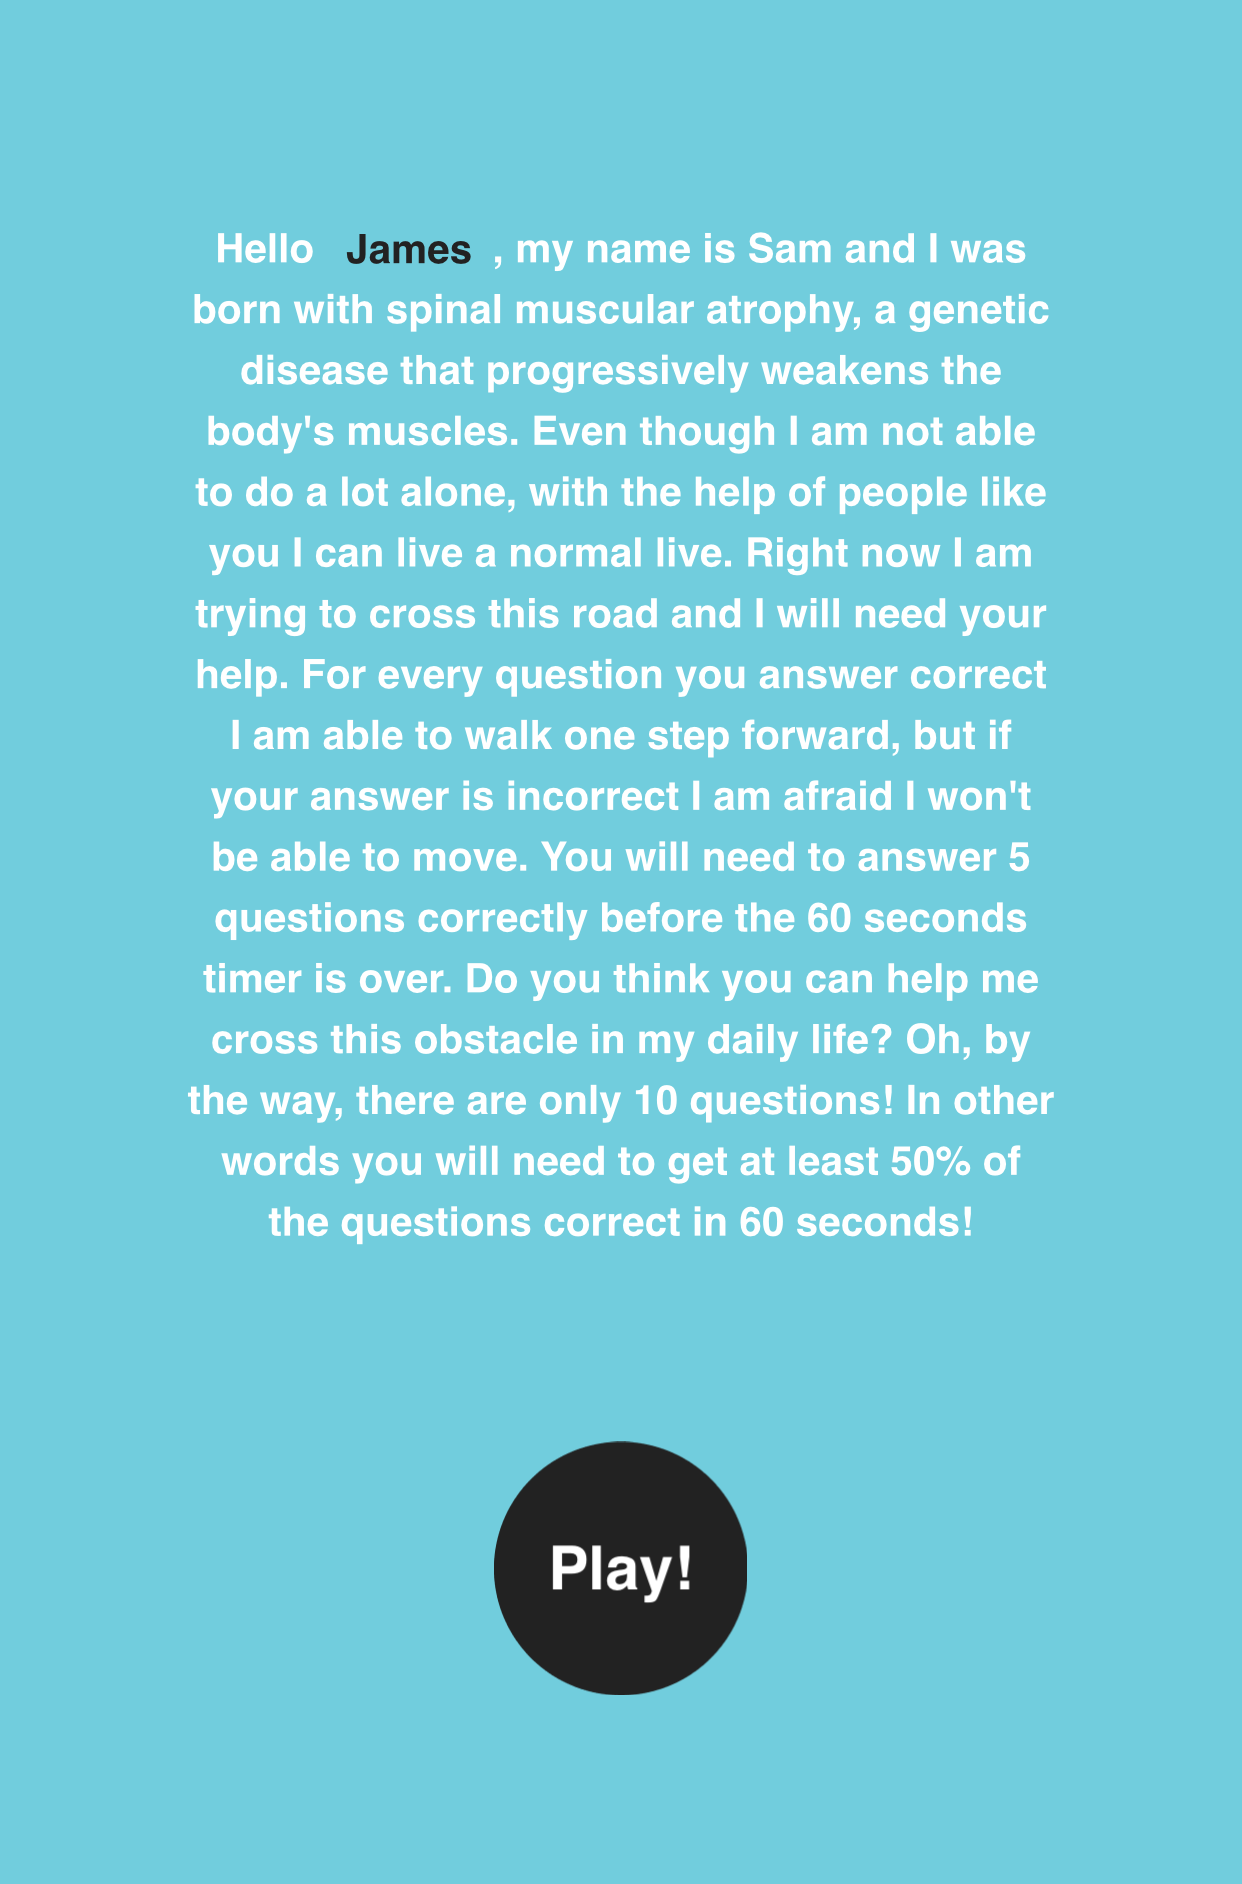 Hello James , my name is Sam and I was
born with spinal muscular atrophy, a genetic
disease that progressively weakens the
body's muscles. Even though I am not able
to do a lot alone, with the help of people like
you I can live a normal live. Right now I am
trying to cross this road and I will need your
help. For every question you answer correct
I am able to walk one step forward, but if
your answer is incorrect I am afraid I won't
be able to move. You will need to answer 5
questions correctly before the 60 seconds
timer is over. Do you think you can help me
cross this obstacle in my daily life? Oh, by
the way, there are only 10 questions! In other
words you will need to get at least 50% of
the questions correct in 60 seconds!
Play!